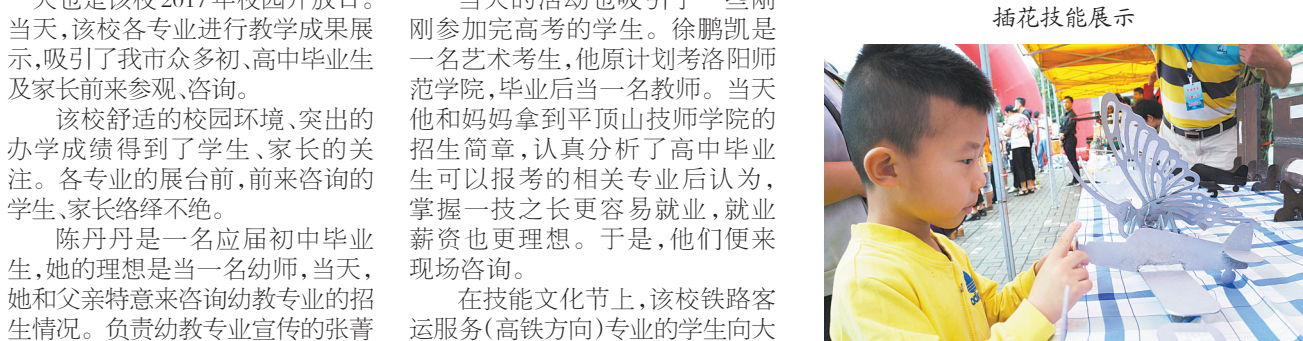 天也是该校2017年校园开放日。
当天,该校各专业进行教学成果展
示,吸引了我市众多初、高中毕业生
及家长前来参观、咨询。
该校舒适的校园环境、突出的
办学成绩得到了学生、家长的关
注。各专业的展台前,前来咨询的
学生、家长络绎不绝。
陈丹丹是一名应届初中毕业
生,她的理想是当一名幼师,当天,
她和父亲特意来咨询幼教专业的招
生情况。负责幼教专业宣传的张菁
当天的活动也吸引了一些刚
刚参加完高考的学生。徐鹏凯是
一名艺术考生,他原计划考洛阳师
范学院,毕业后当一名教师。当天
他和妈妈拿到平顶山技师学院的
招生简章,认真分析了高中毕业
生可以报考的相关专业后认为,
掌握一技之长更容易就业,就业
薪资也更理想。于是,他们便来
现场咨询。
在技能文化节上,该校铁路客
运服务(高铁方向)专业的学生向大
插花技能展示